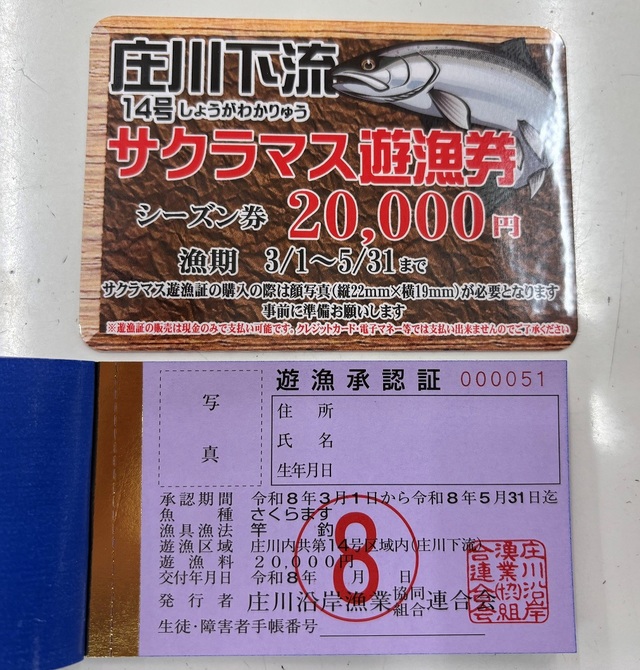 庄川下流
14号しょうがわかりゅう
サクラマス遊漁券
シーズン券 20,000円
漁期 3/1～5/31まで
サクラマス遊漁証の購入の際は顔写真(縦22mm×横19mm)が必要となります
事前に準備お願いします
※遊漁証の販売は現金のみで支払い可能です。クレジットカード・電子マネー等では支払い出来ませんのでご了承ください
遊漁承認証 000051
写真
住所
氏名
生年月日
承認期間 令和8年3月1日から令和8年5月31日迄
魚種 さくらます
漁具漁法 竿釣
遊漁区域 庄川内共第14号区域内(庄川下流)
遊漁料 20,000円
交付年月日 令和8年 月 日
8
発行者 庄川沿岸漁業協同組合連合会
庄川沿岸漁業協組合連合会
生徒・障害者手帳番号